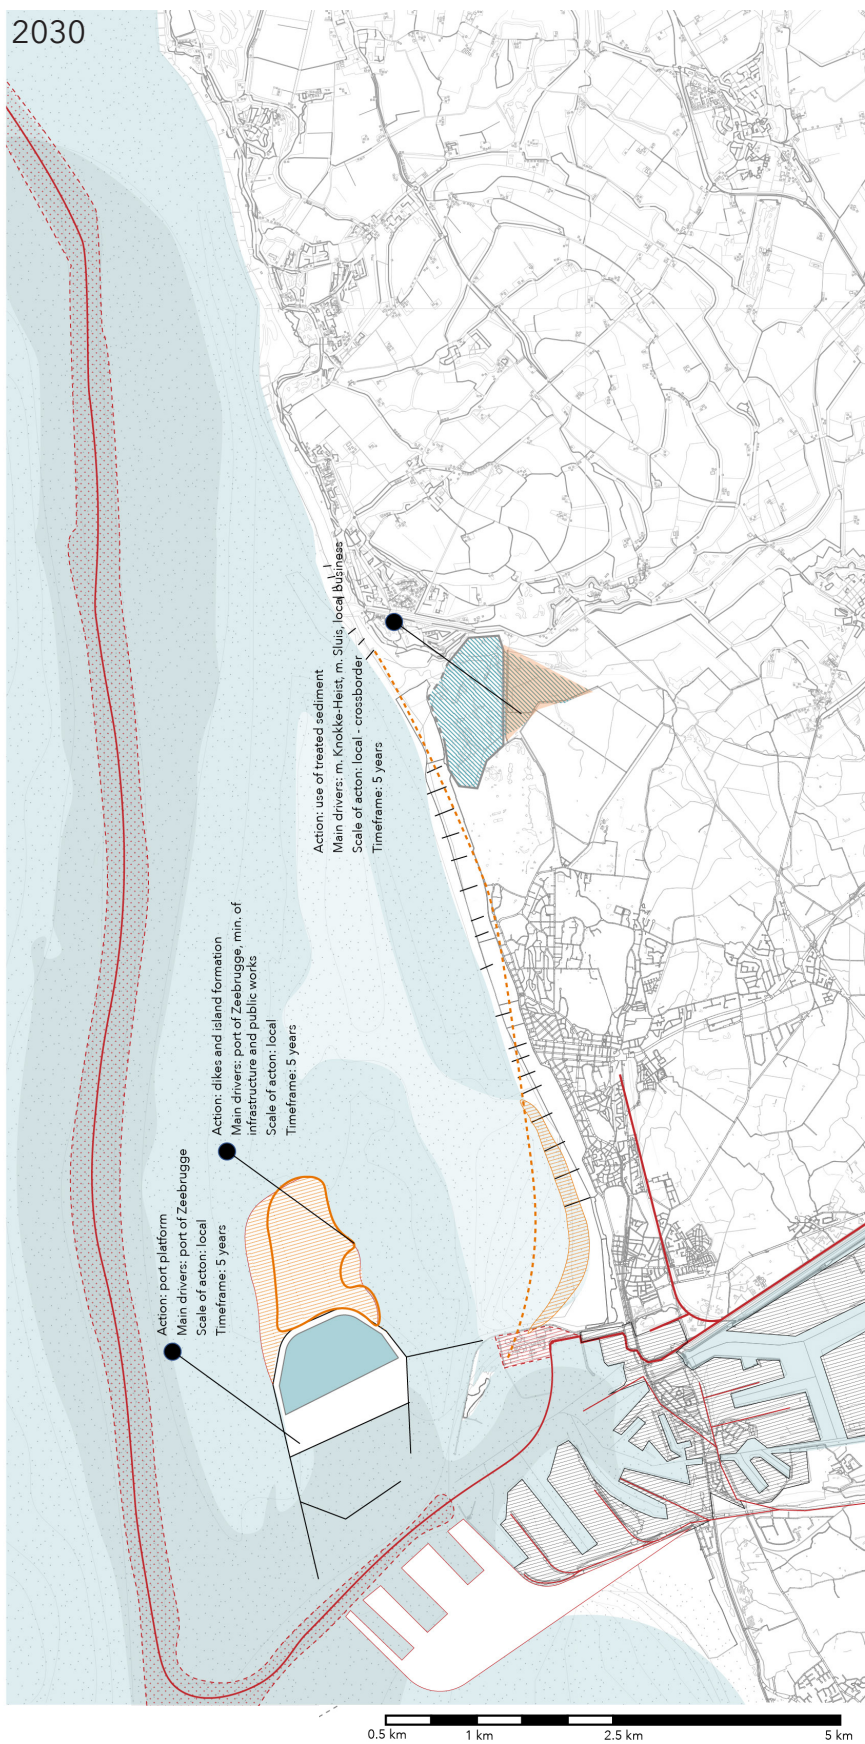 2030
Action: use of treated sediment
Main drivers: m. Knokke-Heist, m. Sluis, local business
Scale of acton: local - crossborder
Timeframe: 5 years
Action: dikes and island formation
Main drivers: port of Zeebrugge, min. of
infrastructure and public works
Scale of acton: local
Timeframe: 5 years
Action: port platform
Main drivers: port of Zeebrugge
Scale of acton: local
Timeframe: 5 years
0.5 km 1 km 2.5 km 5 km